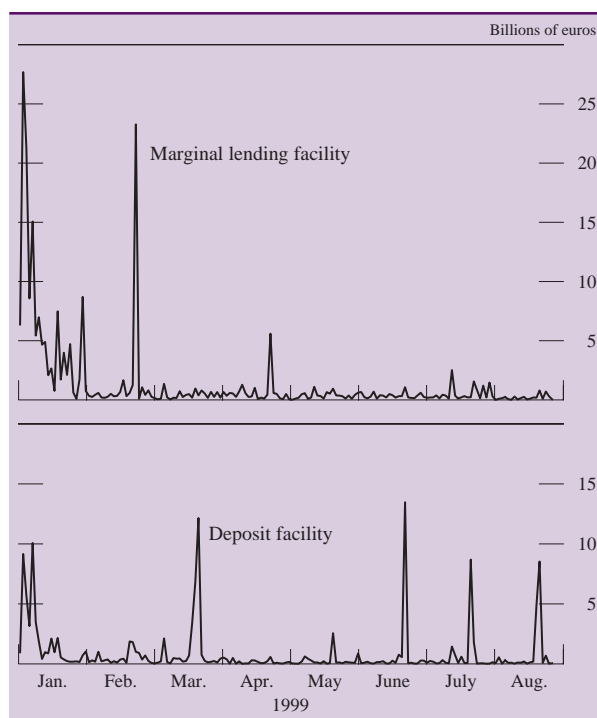 Billions of euros
25
Marginal lending facility
20
15
10
5
15
Deposit facility
10
5
Jan. Feb. Mar. Apr. May June July Aug.
1999